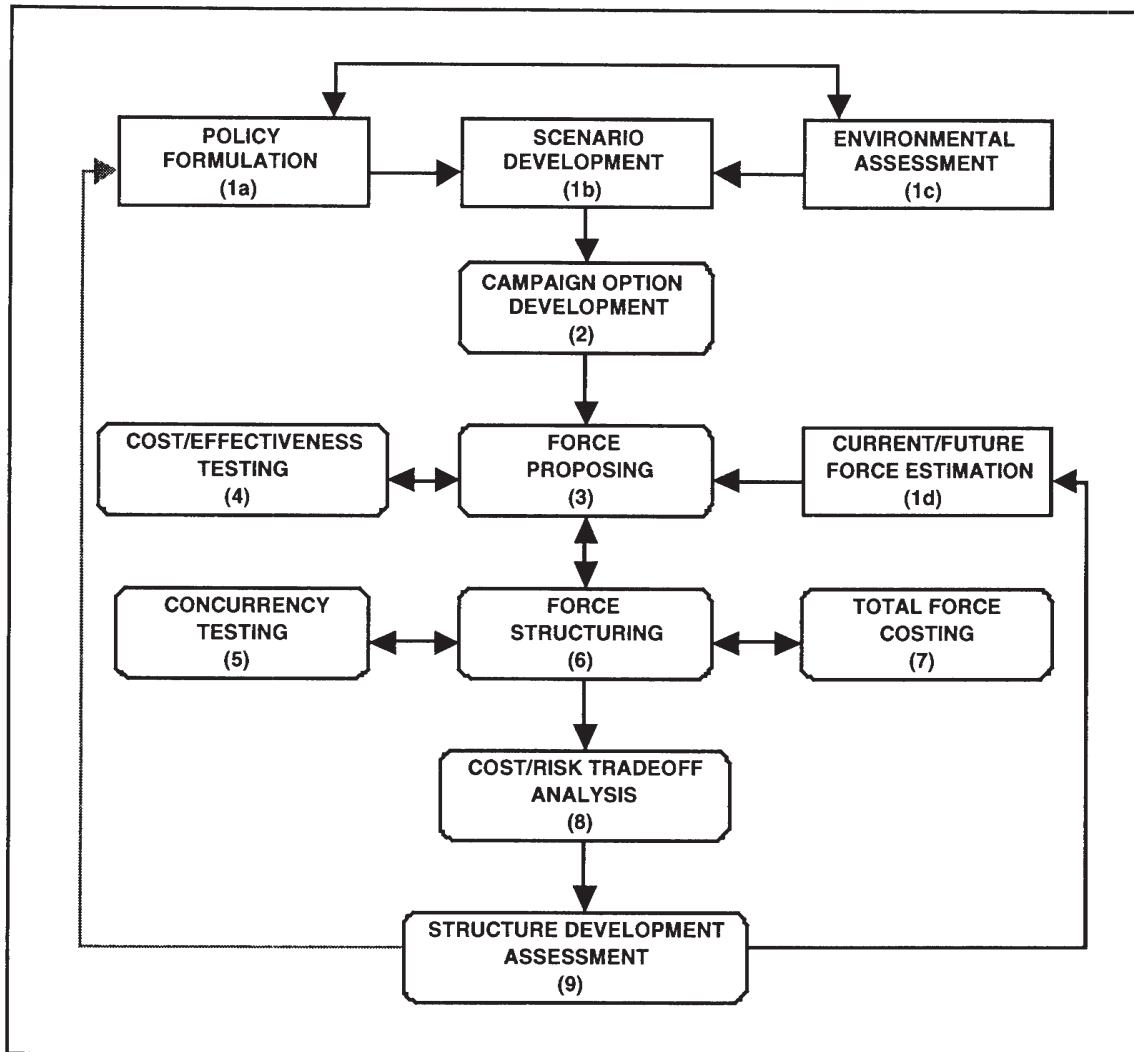 POLICY
FORMULATION
(1a)
SCENARIO
DEVELOPMENT
(1b)
ENVIRONMENTAL
ASSESSMENT
(1c)
CAMPAIGN OPTION
DEVELOPMENT
(2)
COST/EFFECTIVENESS
TESTING
(4)
FORCE
PROPOSING
(3)
CURRENT/FUTURE
FORCE ESTIMATION
(1d)
CONCURRENCY
TESTING
(5)
FORCE
STRUCTURING
(6)
TOTAL FORCE
COSTING
(7)
COST/RISK TRADEOFF
ANALYSIS
(8)
STRUCTURE DEVELOPMENT
ASSESSMENT
(9)